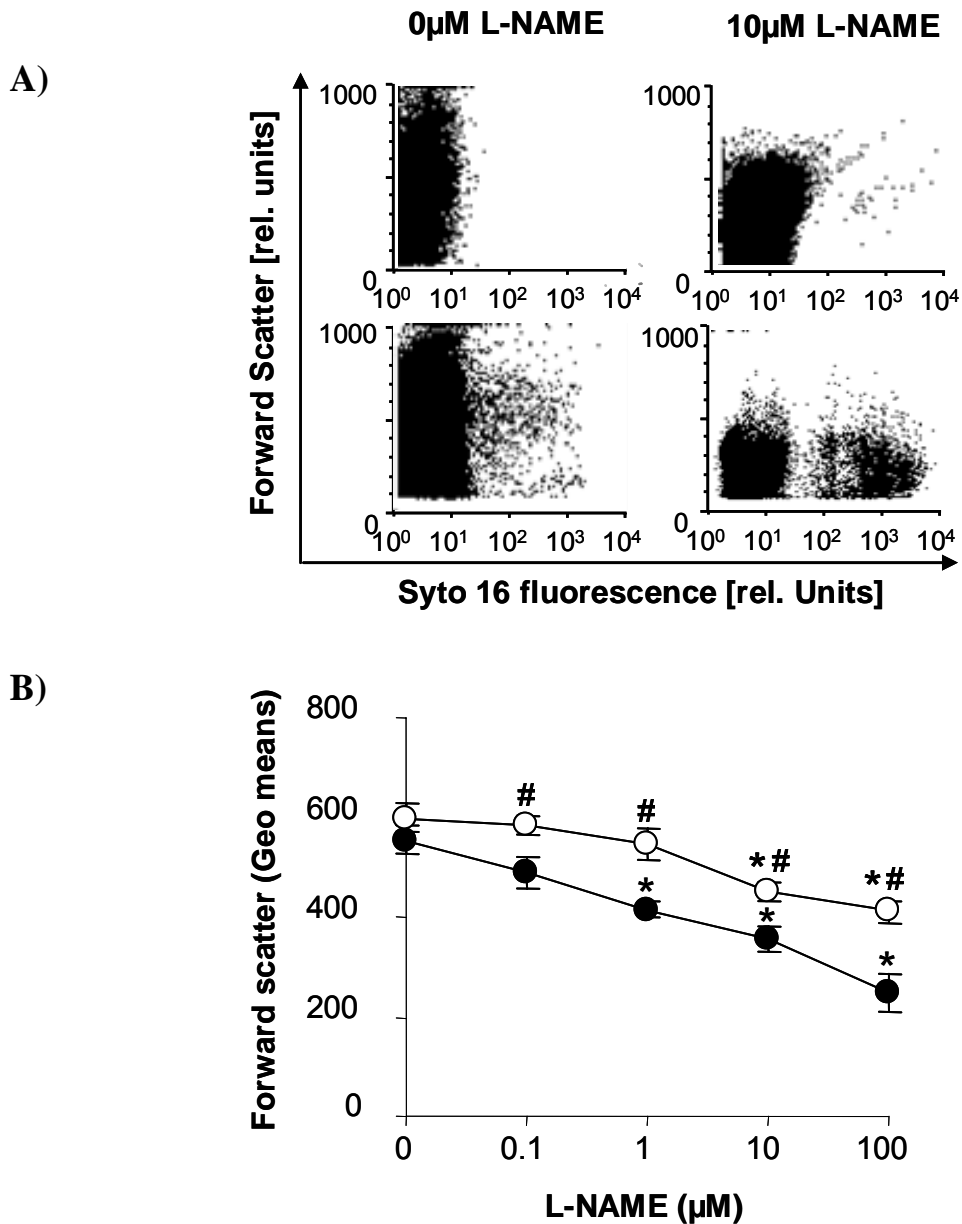 0µM L-NAME 10µM L-NAME
A)
Forward Scatter [rel. units]
1000 1000
0 0
10⁰ 10¹ 10² 10³ 10⁴ 10⁰ 10¹ 10² 10³ 10⁴
1000 1000
0 0
10⁰ 10¹ 10² 10³ 10⁴ 10⁰ 10¹ 10² 10³ 10⁴
Syto 16 fluorescence [rel. Units]
B)
Forward scatter (Geo means)
800
600
400
200
0
# # *# *#
* * *
0 0.1 1 10 100
L-NAME (µM)